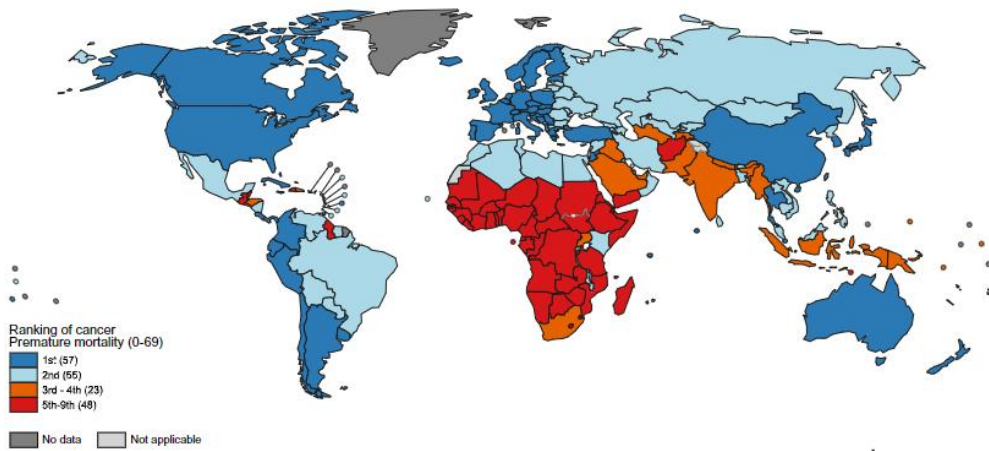 Ranking of cancer
Premature mortality (0-69)
1st (57)
2nd (55)
3rd - 4th (23)
5th-9th (48)
No data
Not applicable